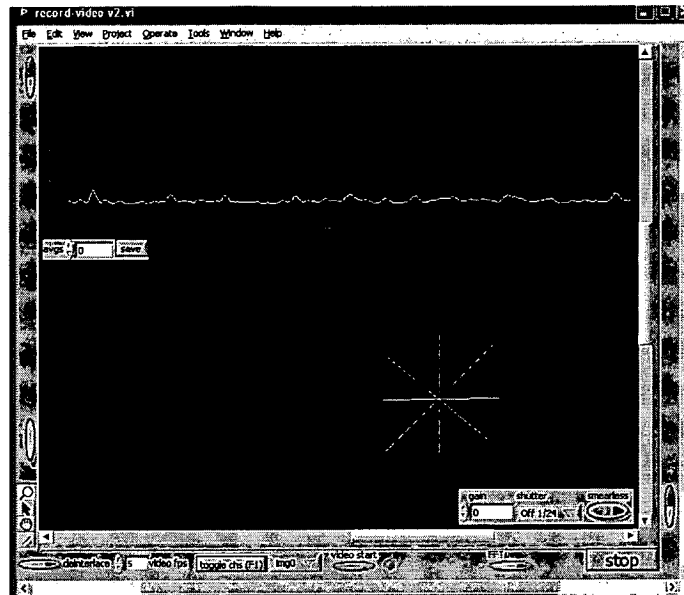 record-video v2.vi
File Edit View Project Operate Tools Window Help
avgs 0 save
gain shutter smearless
0 Off 1/24
deinterlace 5 video fps toggle chs (F1) img0 video start stop